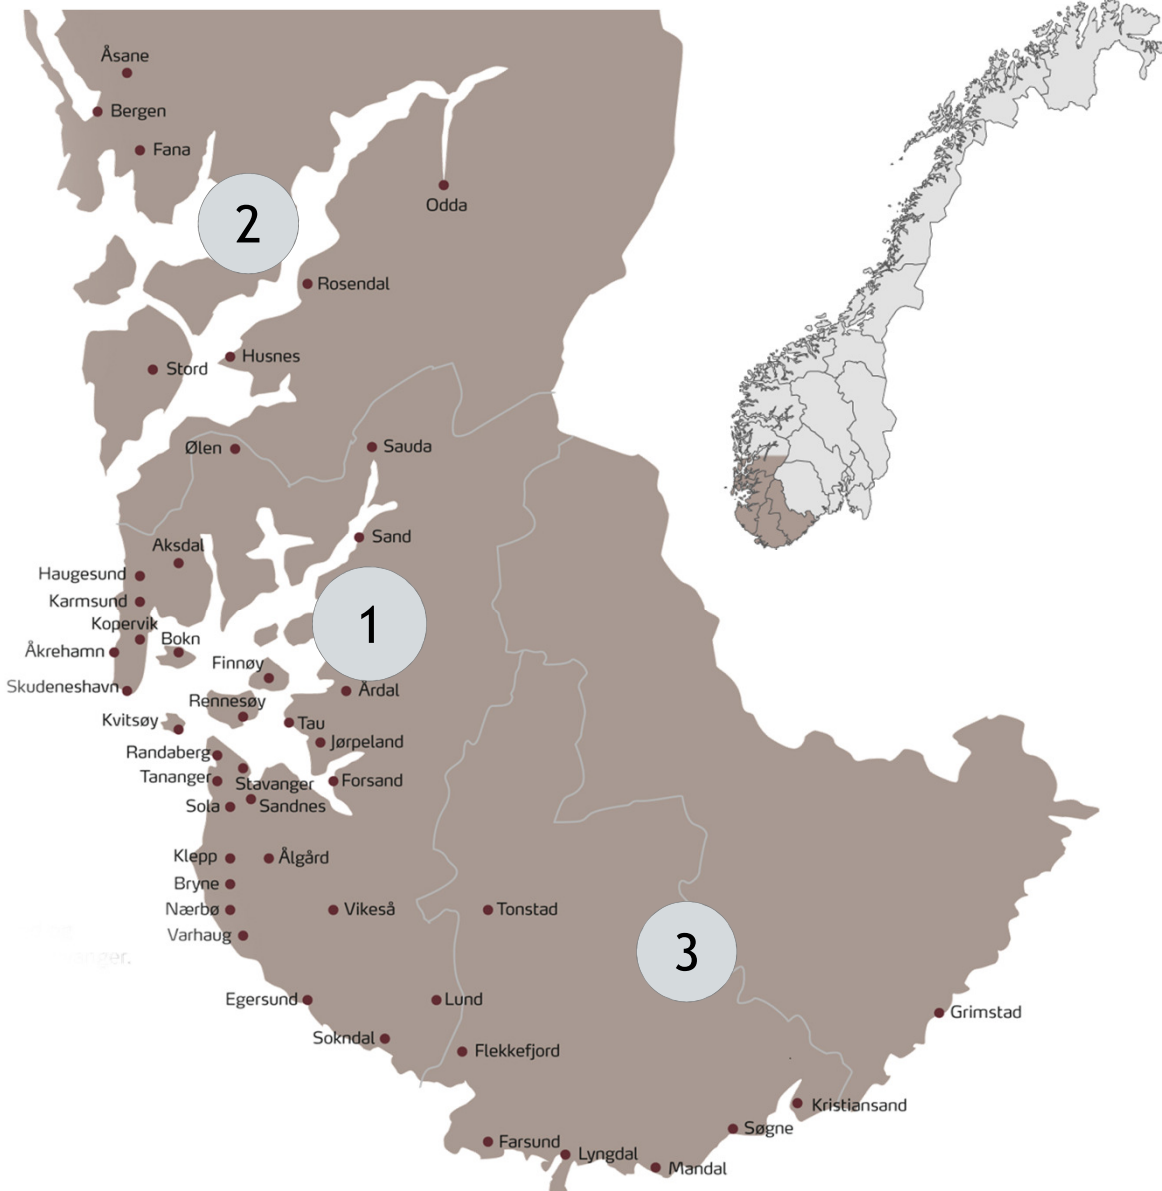 Åsane
Bergen
Fana
Odda
2
Rosendal
Husnes
Stord
Ølen
Sauda
Sand
Aksdal
Haugesund
Karmsund
Kopervik
1
Bokn
Åkrehamn
Finnøy
Skudeneshavn
Årdal
Rennesøy
Kvitsøy
Tau
Jørpeland
Randaberg
Tananger
Stavanger
Forsand
Sola
Sandnes
Klepp
Ålgård
Bryne
Nærbø
Vikeså
Tonstad
Varhaug
3
Egersund
Lund
Grimstad
Sokndal
Flekkefjord
Kristiansand
Søgne
Farsund
Lyngdal
Mandal